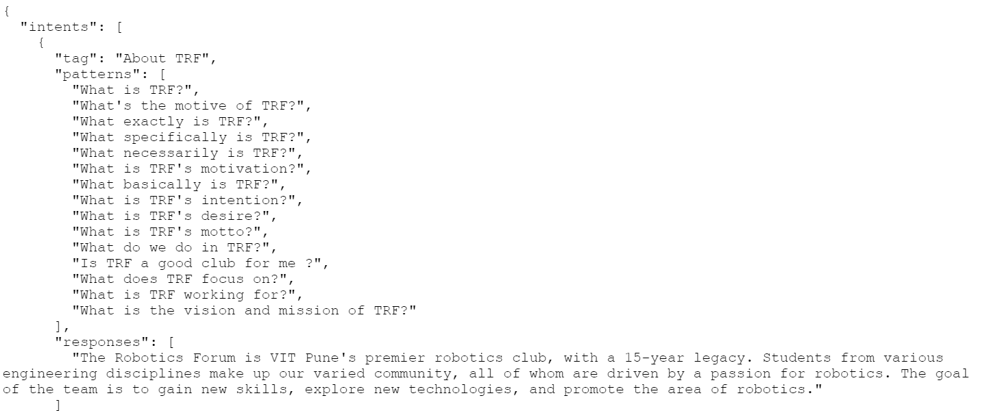 {
  "intents": [
    {
      "tag": "About TRF",
      "patterns": [
        "What is TRF?",
        "What's the motive of TRF?",
        "What exactly is TRF?",
        "What specifically is TRF?",
        "What necessarily is TRF?",
        "What is TRF's motivation?",
        "What basically is TRF?",
        "What is TRF's intention?",
        "What is TRF's desire?",
        "What is TRF's motto?",
        "What do we do in TRF?",
        "Is TRF a good club for me ?",
        "What does TRF focus on?",
        "What is TRF working for?",
        "What is the vision and mission of TRF?"
      ],
      "responses": [
        "The Robotics Forum is VIT Pune's premier robotics club, with a 15-year legacy. Students from various
engineering disciplines make up our varied community, all of whom are driven by a passion for robotics. The goal
of the team is to gain new skills, explore new technologies, and promote the area of robotics."
      ]